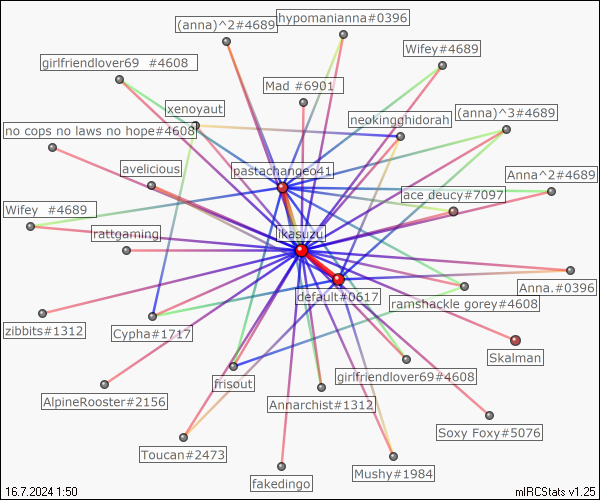 (anna)^2#4689
hypomanianna#0396
Wifey#4689
girlfriendlover69 #4608
Mad #6901
xenoyaut
neokingghidorah
(anna)^3#4689
no cops no laws no hope#4608
avelicious
pastachangeo41
Anna^2#4689
ace deucy#7097
Wifey #4689
rattgaming
ikasuzu
default#0617
Anna.#0396
ramshackle gorey#4608
zibbits#1312
Cypha#1717
Skalman
girlfriendlover69#4608
frisout
AlpineRooster#2156
Annarchist#1312
Soxy Foxy#5076
Toucan#2473
Mushy#1984
fakedingo
16.7.2024 1:50
mIRCStats v1.25